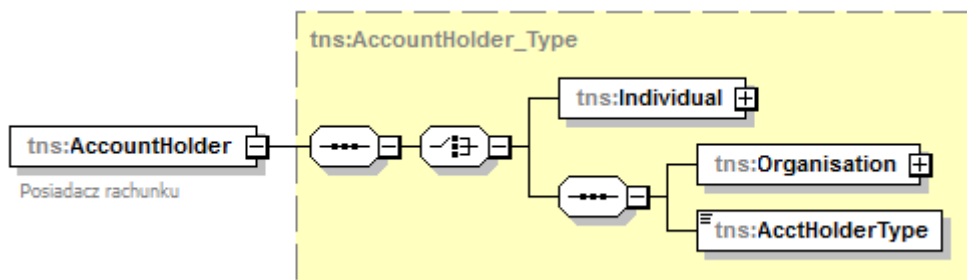 tns:AccountHolder_Type
tns:Individual
tns:AccountHolder
Posiadacz rachunku
tns:Organisation
tns:AcctHolderType